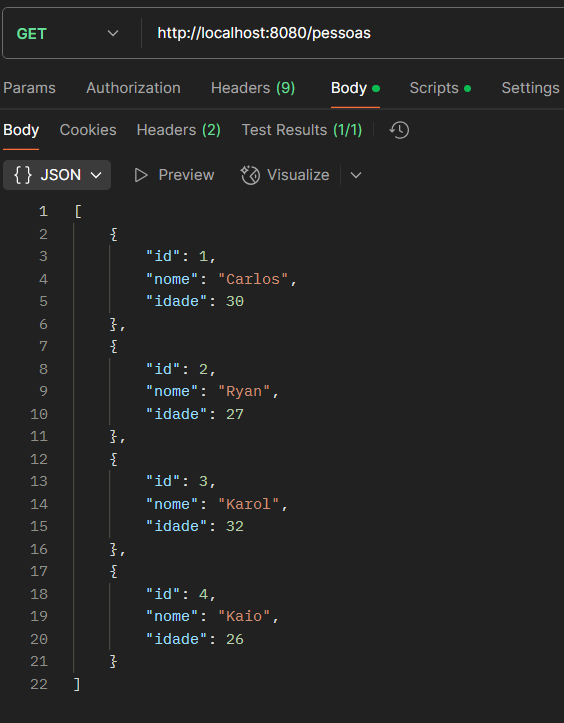 GET http://localhost:8080/pessoas
Params Authorization Headers (9) Body Scripts Settings
Body Cookies Headers (2) Test Results (1/1)
{} JSON Preview Visualize
1 [
2 {
3 "id": 1,
4 "nome": "Carlos",
5 "idade": 30
6 },
7 {
8 "id": 2,
9 "nome": "Ryan",
10 "idade": 27
11 },
12 {
13 "id": 3,
14 "nome": "Karol",
15 "idade": 32
16 },
17 {
18 "id": 4,
19 "nome": "Kaio",
20 "idade": 26
21 }
22 ]